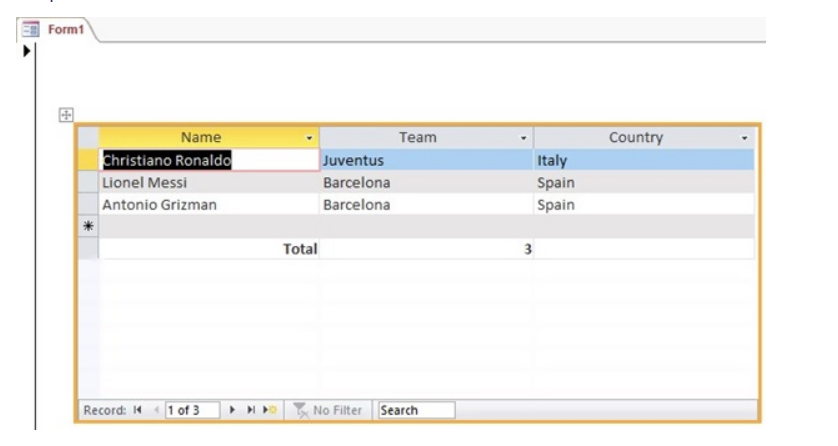 Form1
Name Team Country
Christiano Ronaldo Juventus Italy
Lionel Messi Barcelona Spain
Antonio Grizman Barcelona Spain
Total 3
Record: 1 of 3 No Filter Search